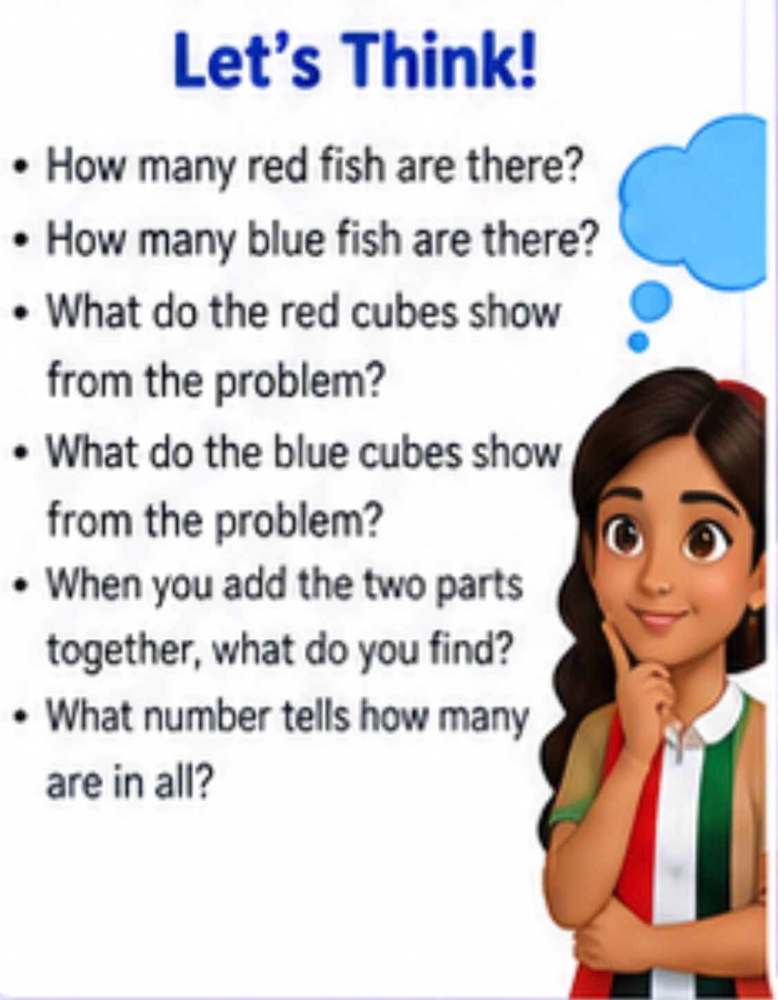 Let's Think!
• How many red fish are there?
• How many blue fish are there?
• What do the red cubes show
from the problem?
• What do the blue cubes show
from the problem?
• When you add the two parts
together, what do you find?
• What number tells how many
are in all?